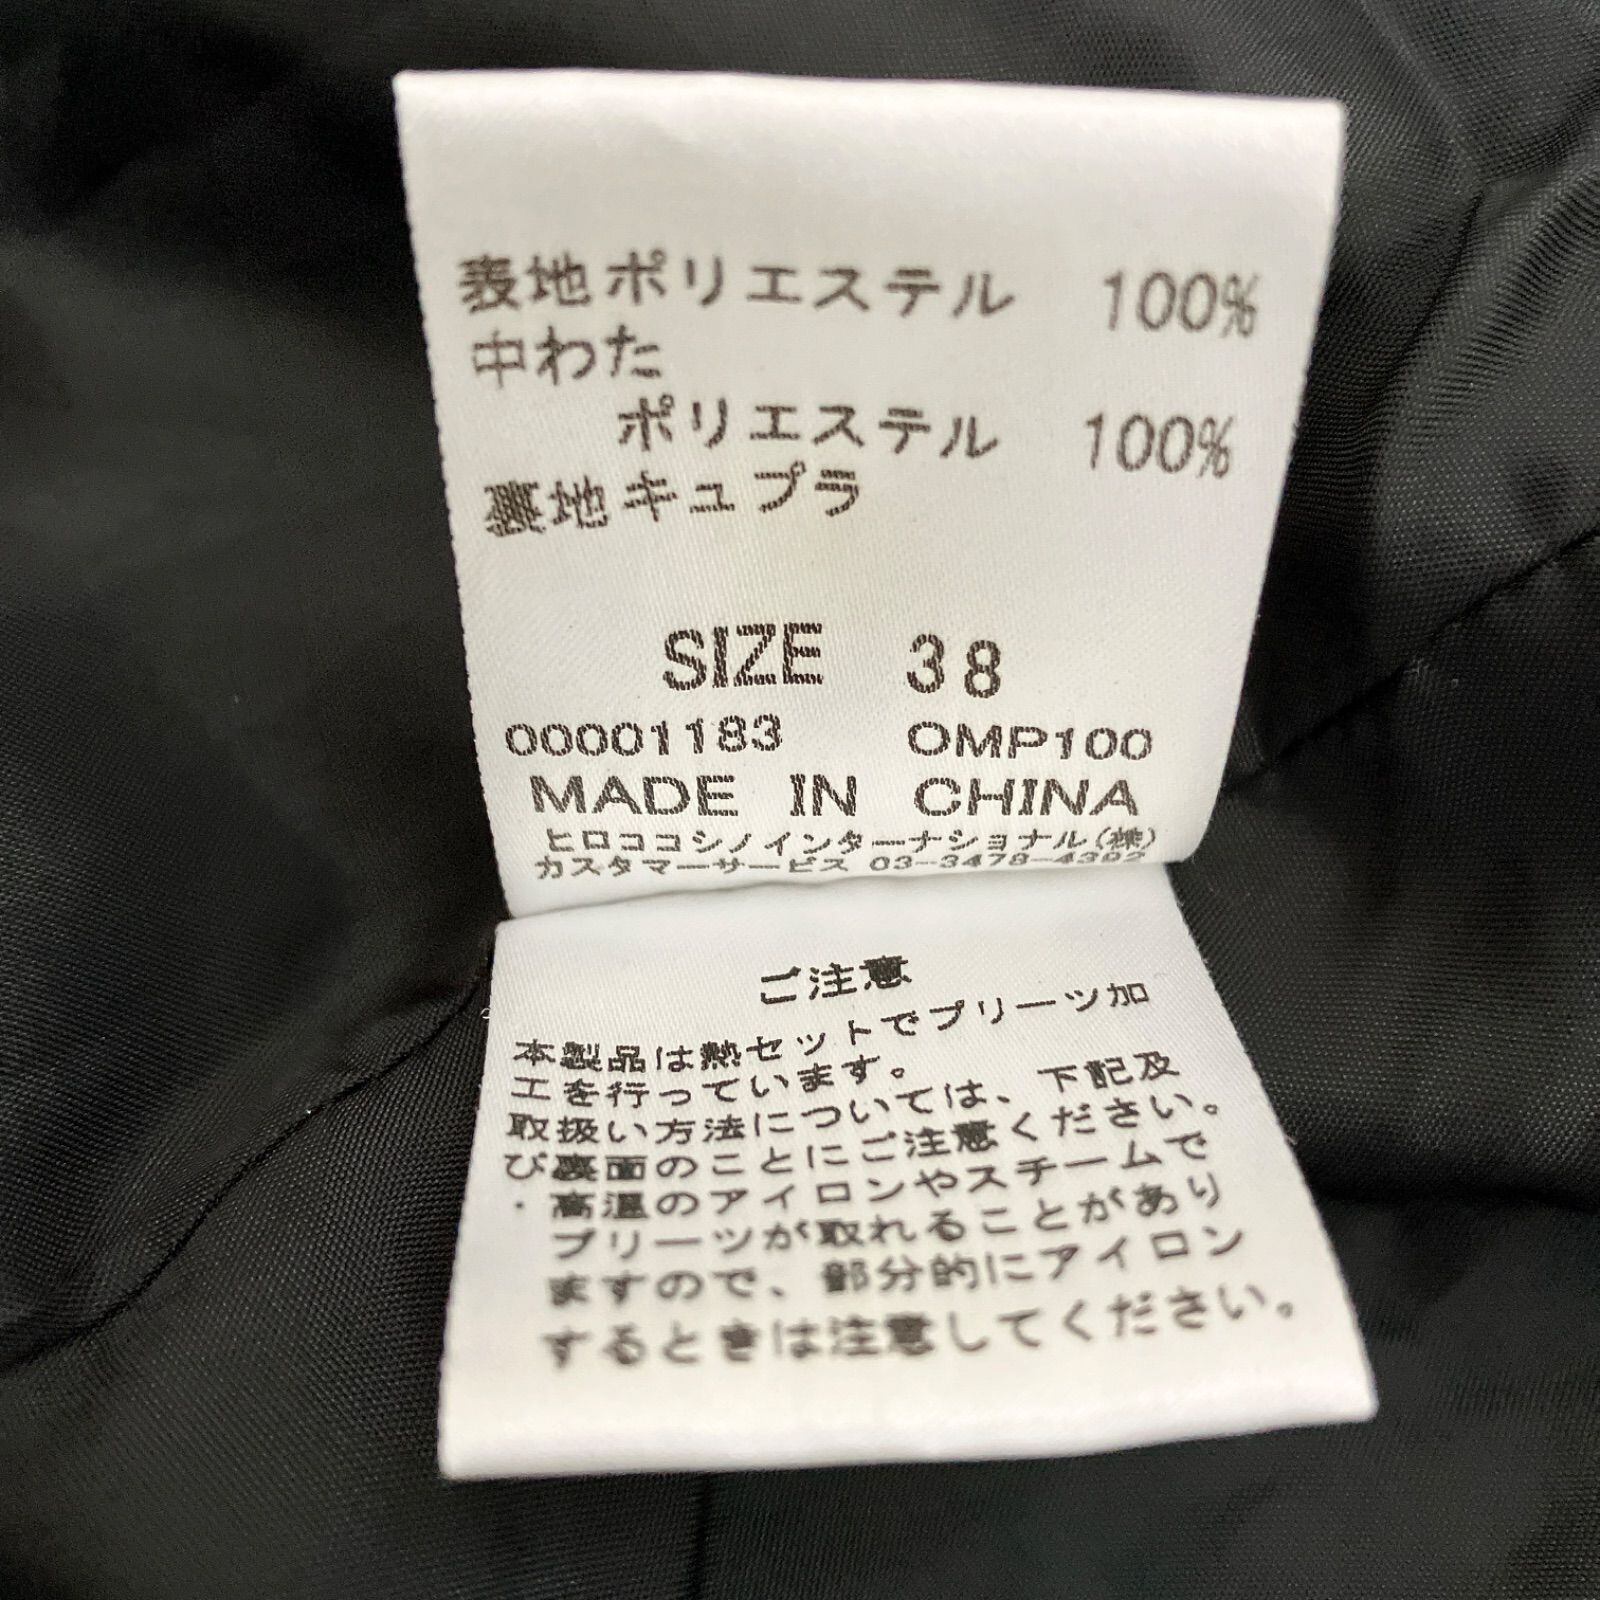 表地ポリエステル 100%
中わた
ポリエステル 100%
裏地キュプラ
SIZE 38
00001183 OMP100
MADE IN CHINA
ヒロココシノインターナショナル(株)
カスタマーサービス 03-3478-4392
ご注意
本製品は熱セットでプリーツ加
工を行っています。
取扱い方法については、下記及
び裏面のことにご注意ください。
・高温のアイロンやスチームで
プリーツが取れることがあり
ますので、部分的にアイロン
するときは注意してください。